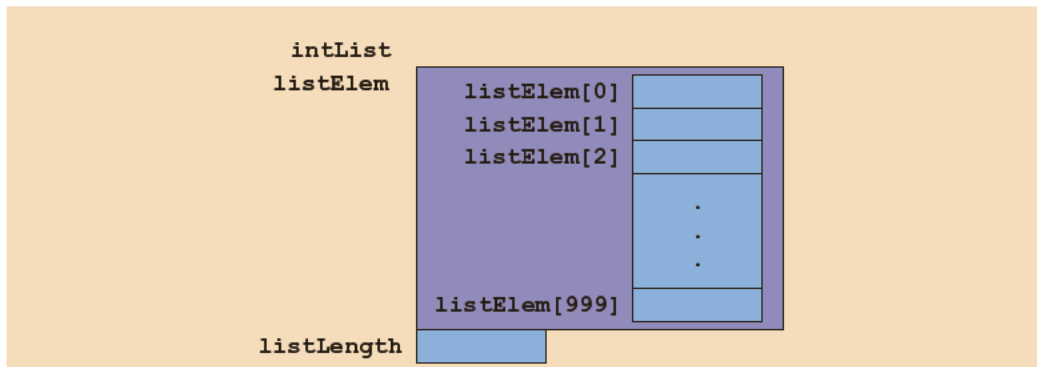 intList
listElem
listElem[0]
listElem[1]
listElem[2]
.
.
.
listElem[999]
listLength